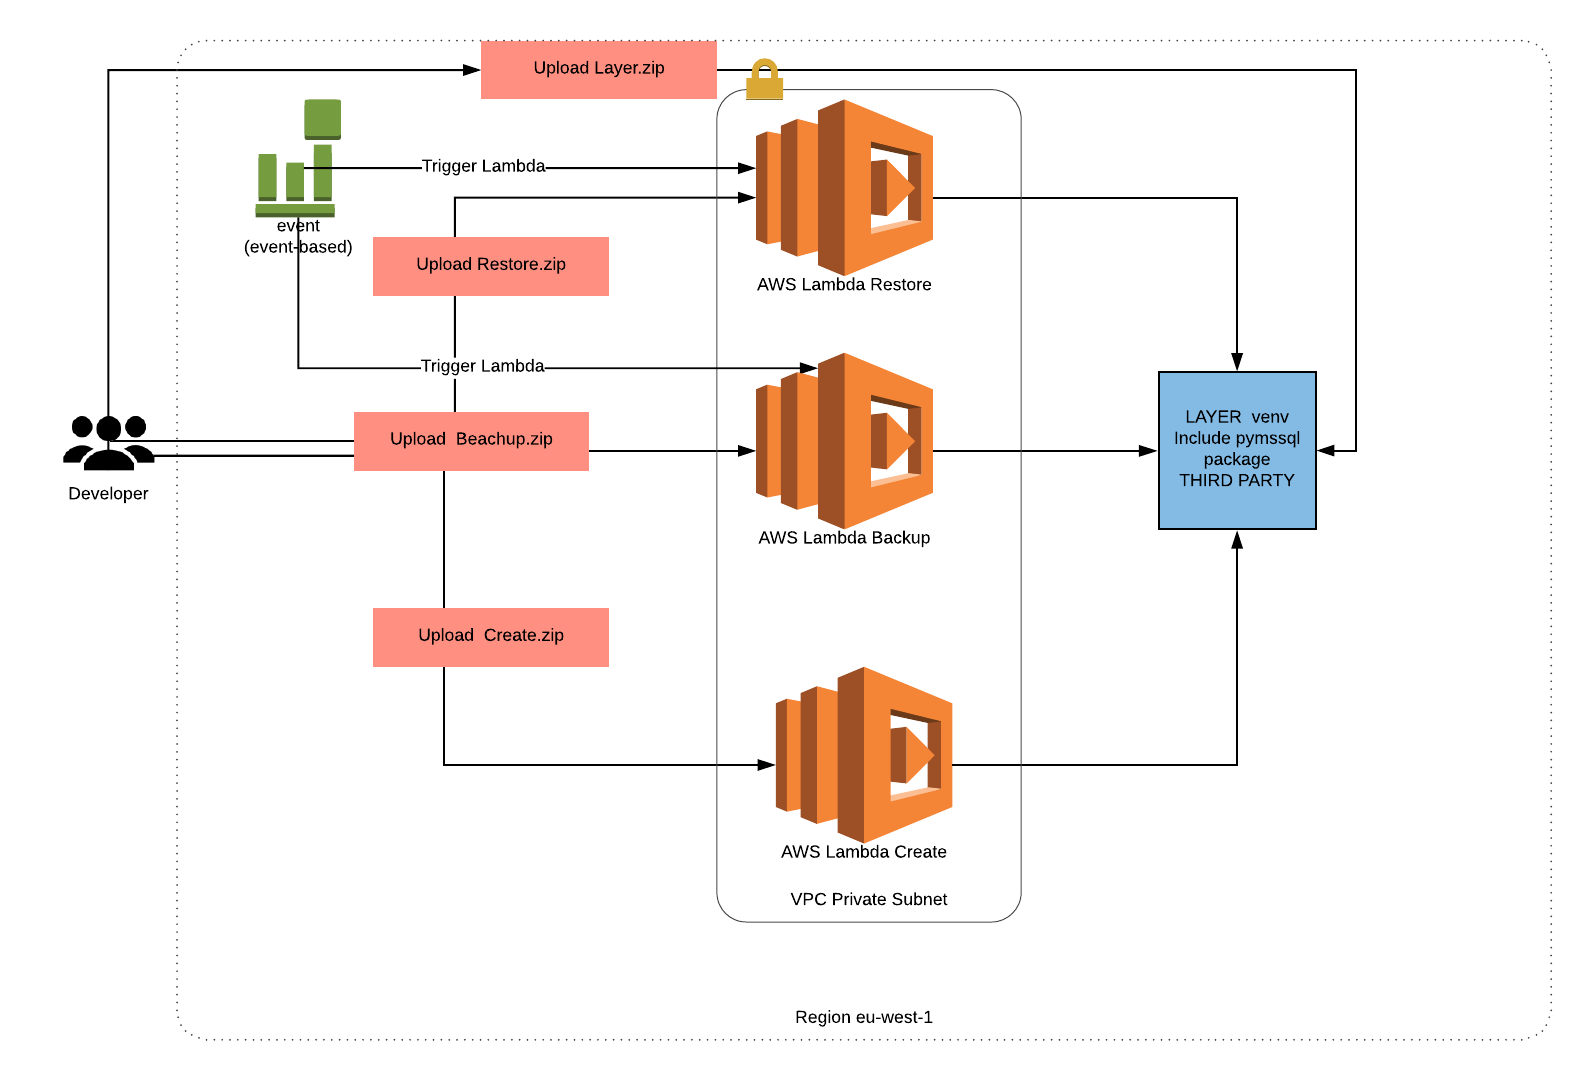 Upload Layer.zip
Trigger Lambda
event
(event-based)
Upload Restore.zip
AWS Lambda Restore
Trigger Lambda
Upload Beachup.zip
Developer
AWS Lambda Backup
LAYER venv
Include pymssql
package
THIRD PARTY
Upload Create.zip
AWS Lambda Create
VPC Private Subnet
Region eu-west-1